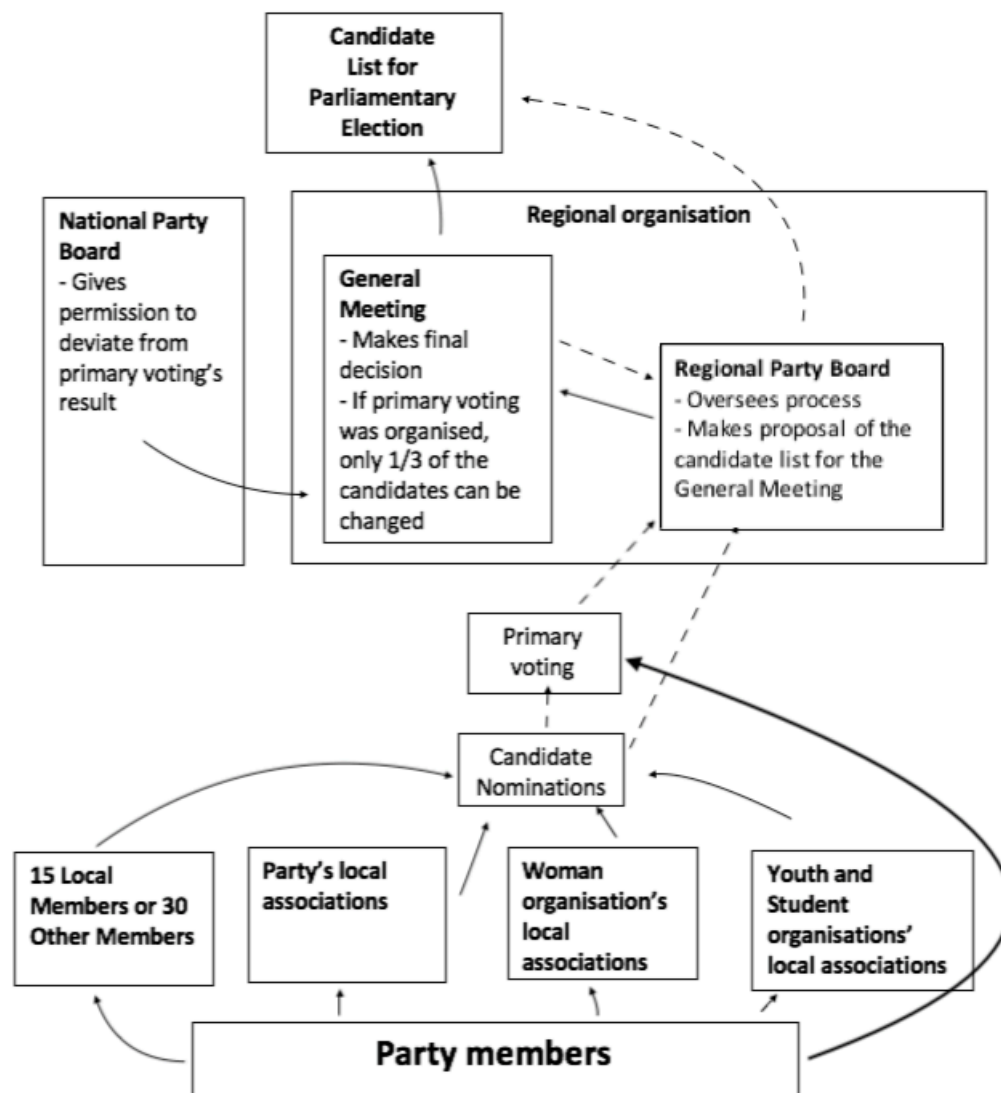 Candidate
List for
Parliamentary
Election
National Party
Board
- Gives
permission to
deviate from
primary voting's
result
Regional organisation
General
Meeting
- Makes final
decision
- If primary voting
was organised,
only 1/3 of the
candidates can be
changed
Regional Party Board
- Oversees process
- Makes proposal of the
candidate list for the
General Meeting
Primary
voting
Candidate
Nominations
15 Local
Members or 30
Other Members
Party's local
associations
Woman
organisation's
local
associations
Youth and
Student
organisations'
local associations
Party members